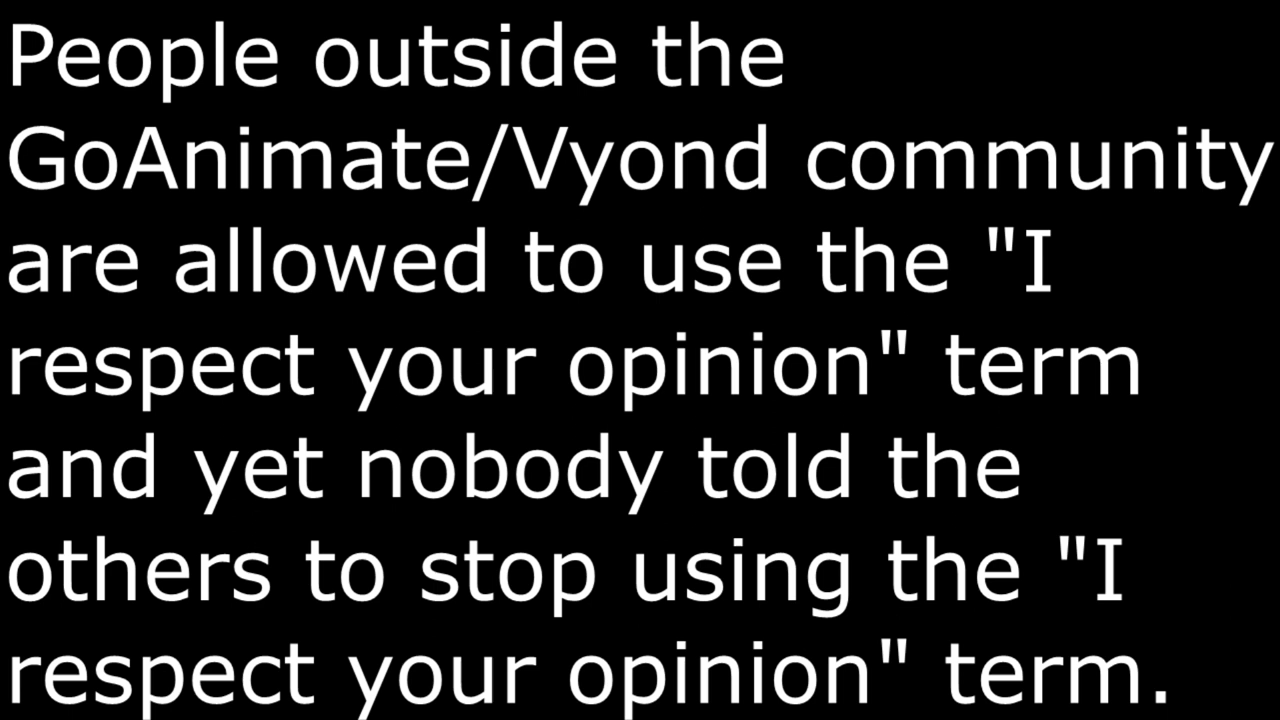 People outside the
GoAnimate/Vyond community
are allowed to use the "I
respect your opinion" term
and yet nobody told the
others to stop using the "I
respect your opinion" term.